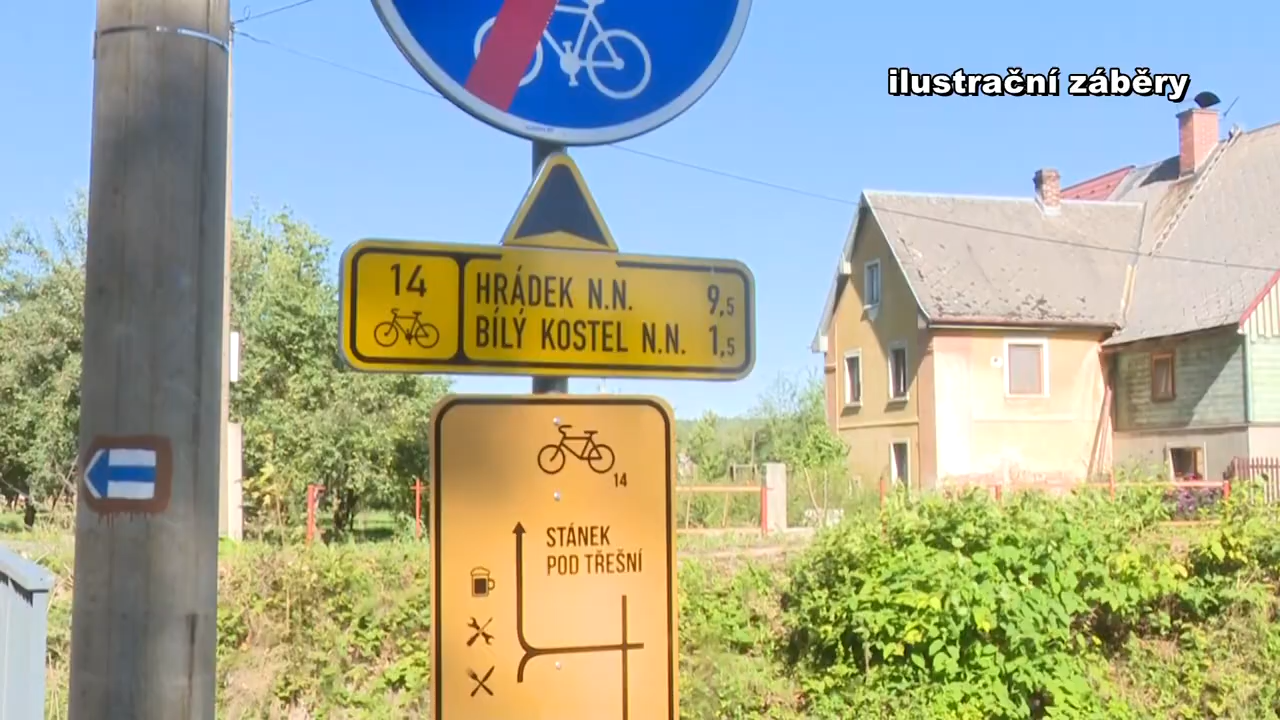 ilustrační záběry
14
HRÁDEK N.N. 9,5
BÍLÝ KOSTEL N.N. 1,5
14
STÁNEK
POD TŘEŠNÍ